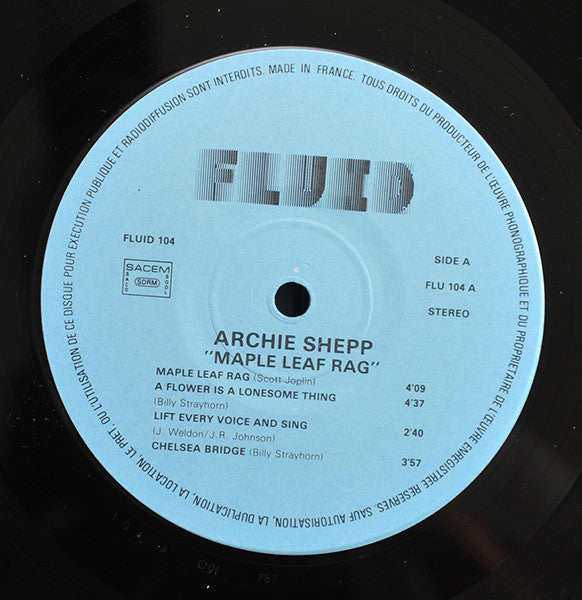 TOUS DROITS DU PRODUCTEUR DE L'ŒUVRE PHONOGRAPHIQUE ET DU PROPRIETAIRE DE L'ŒUVRE ENREGISTREE RESERVES. SAUF AUTORISATION, LA DUPLICATION, LA LOCATION, LE PRET, OU L'UTILISATION DE CE DISQUE POUR EXECUTION PUBLIQUE ET RADIODIFFUSION SONT INTERDITS. MADE IN FRANCE.
FLUID
FLUID 104
SIDE A
SACEM
SACD
SDRM
SGDL
FLU 104 A
STEREO
ARCHIE SHEPP
"MAPLE LEAF RAG"
MAPLE LEAF RAG (Scott Joplin) 4'09
A FLOWER IS A LONESOME THING 4'37
(Billy Strayhorn)
LIFT EVERY VOICE AND SING 2'40
(J. Weldon/J.R. Johnson)
CHELSEA BRIDGE (Billy Strayhorn) 3'57